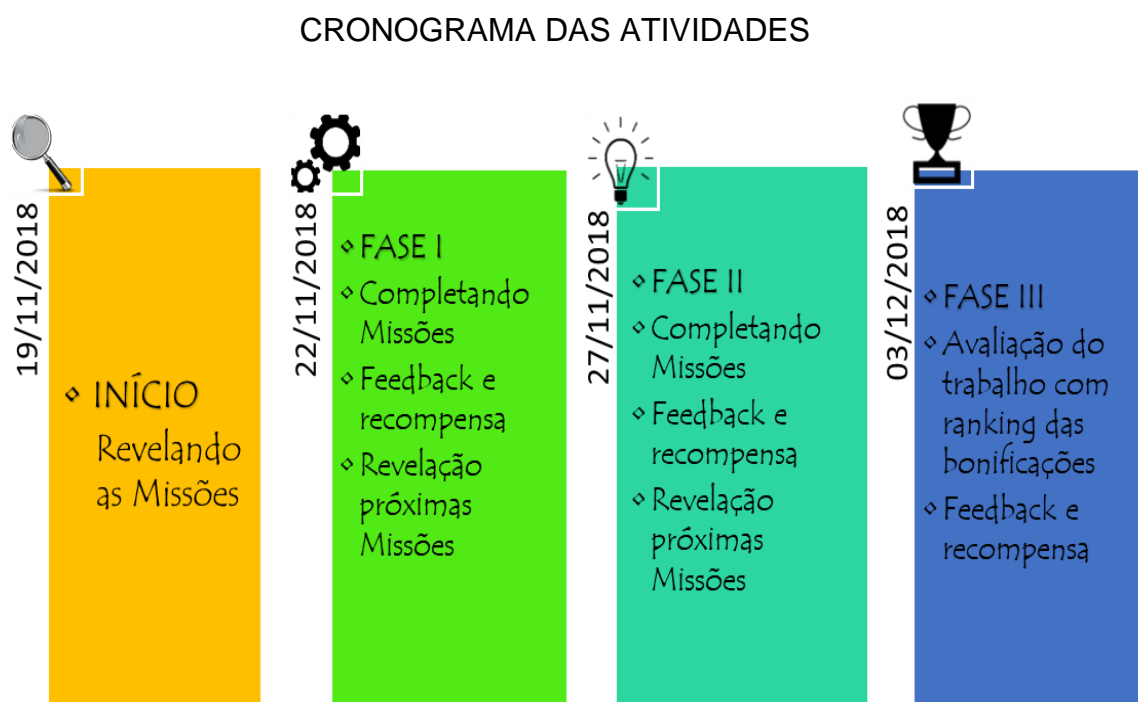 CRONOGRAMA DAS ATIVIDADES
19/11/2018
INÍCIO
Revelando
as Missões
22/11/2018
FASE I
Completando
Missões
Feedback e
recompensa
Revelação
próximas
Missões
27/11/2018
FASE II
Completando
Missões
Feedback e
recompensa
Revelação
próximas
Missões
03/12/2018
FASE III
Avaliação do
trabalho com
ranking das
bonificações
Feedback e
recompensa